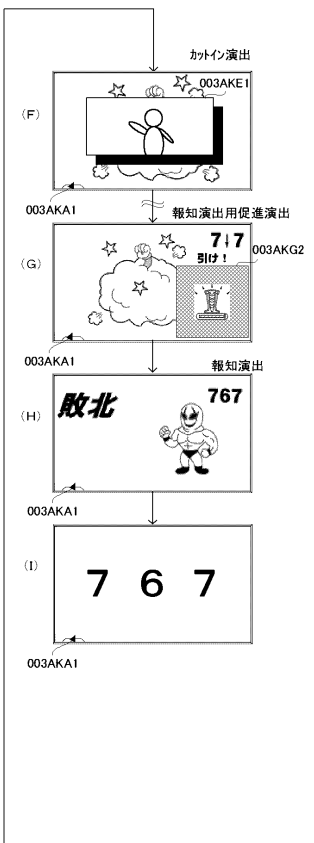 カットイン演出
003AKE1
(F)
003AKA1
報知演出用促進演出
7↓7
引け!
003AKG2
(G)
003AKA1
報知演出
敗北
767
(H)
003AKA1
(I)
7 6 7
003AKA1